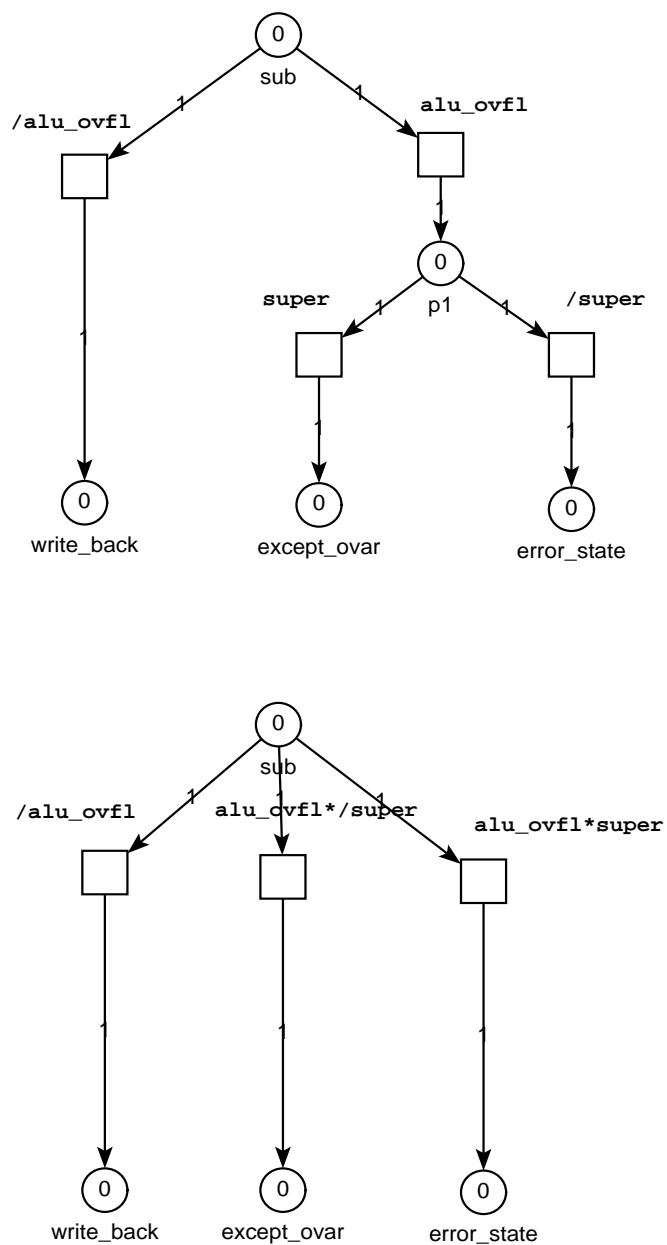 0
sub
1 1
/alu_ovfl alu_ovfl
1
0
super p1 /super
1 1
1
1 1
0 0 0
write_back except_ovar error_state
0
sub
1 1 1
/alu_ovfl alu_ovfl*/super alu_ovfl*super
1 1 1
0 0 0
write_back except_ovar error_state